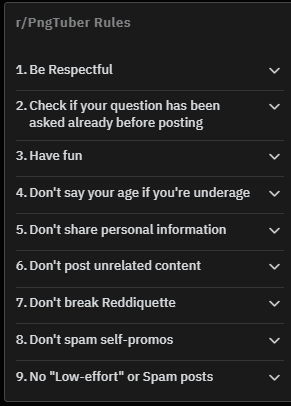 r/PngTuber Rules
1. Be Respectful
2. Check if your question has been
asked already before posting
3. Have fun
4. Don't say your age if you're underage
5. Don't share personal information
6. Don't post unrelated content
7. Don't break Reddiquette
8. Don't spam self-promos
9. No "Low-effort" or Spam posts